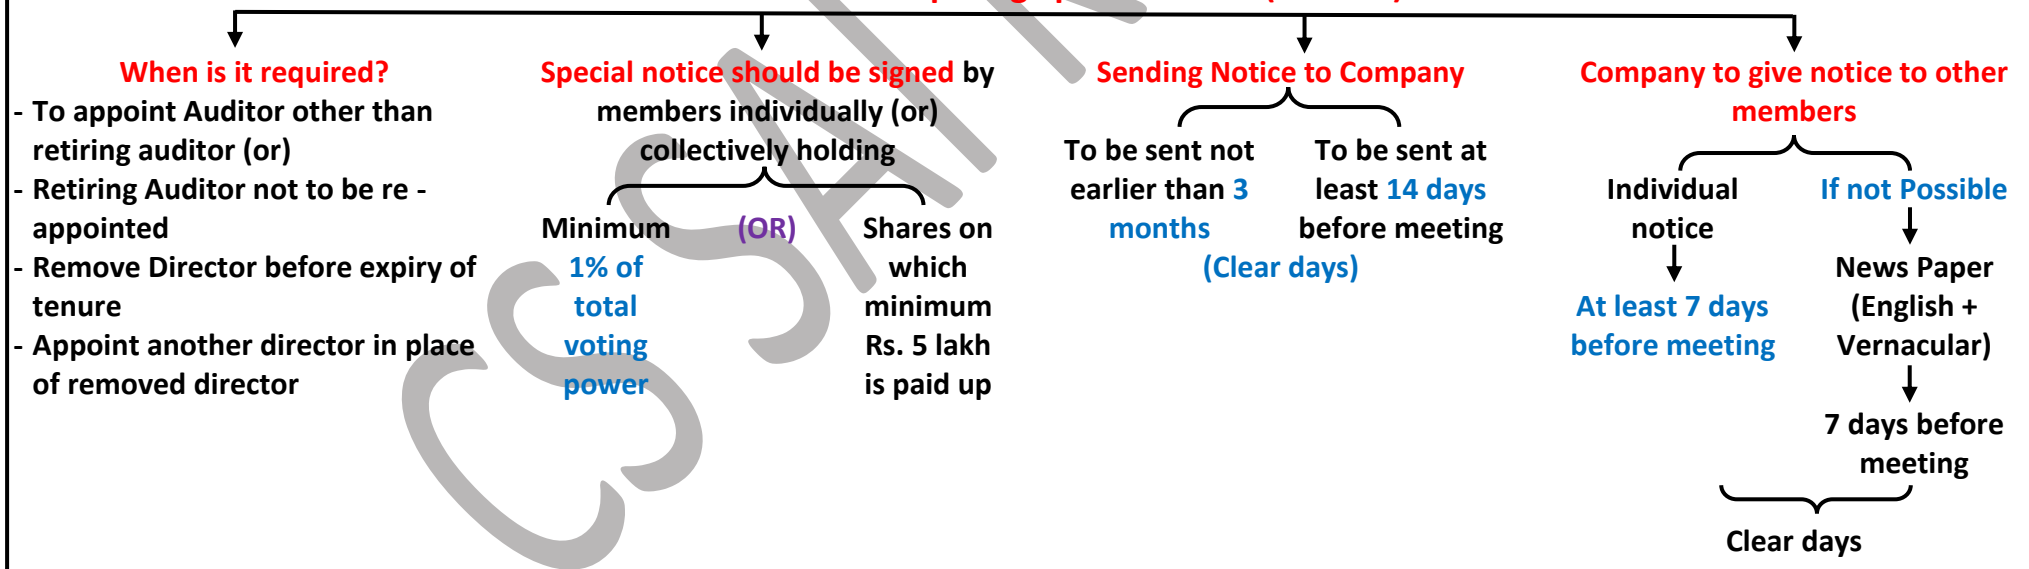 When is it required?
- To appoint Auditor other than
retiring auditor (or)
- Retiring Auditor not to be re -
appointed
- Remove Director before expiry of
tenure
- Appoint another director in place
of removed director
Special notice should be signed by
members individually (or)
collectively holding
Minimum
1% of
total
voting
power
(OR)
Shares on
which
minimum
Rs. 5 lakh
is paid up
Sending Notice to Company
To be sent not
earlier than 3
months
To be sent at
least 14 days
before meeting
(Clear days)
Company to give notice to other
members
Individual
notice
At least 7 days
before meeting
If not Possible
News Paper
(English +
Vernacular)
7 days before
meeting
Clear days
CS